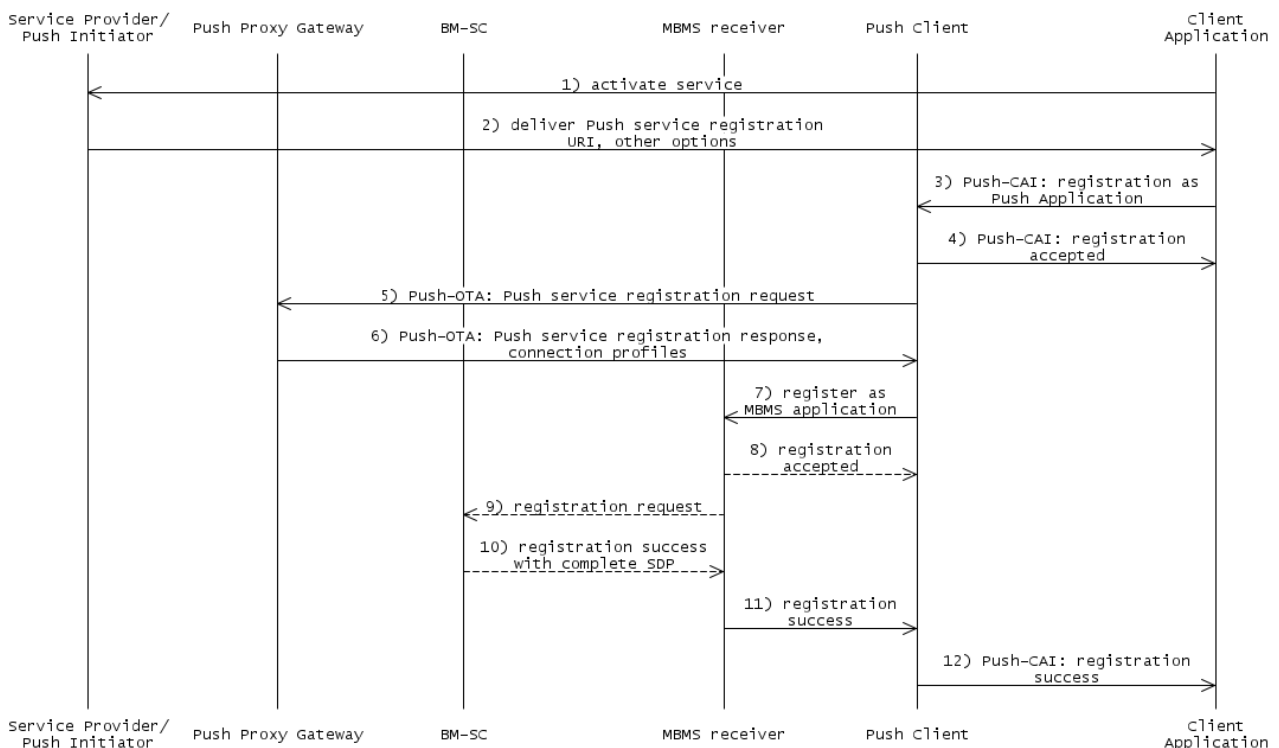 Service Provider/
Push Initiator
Push Proxy Gateway
BM-SC
MBMS receiver
Push Client
Client
Application
1) activate service
2) deliver Push service registration
URI, other options
3) Push-CAI: registration as
Push Application
4) Push-CAI: registration
accepted
5) Push-OTA: Push service registration request
6) Push-OTA: Push service registration response,
connection profiles
7) register as
MBMS application
8) registration
accepted
9) registration request
10) registration success
with complete SDP
11) registration
success
12) Push-CAI: registration
success
Service Provider/
Push Initiator
Push Proxy Gateway
BM-SC
MBMS receiver
Push Client
Client
Application